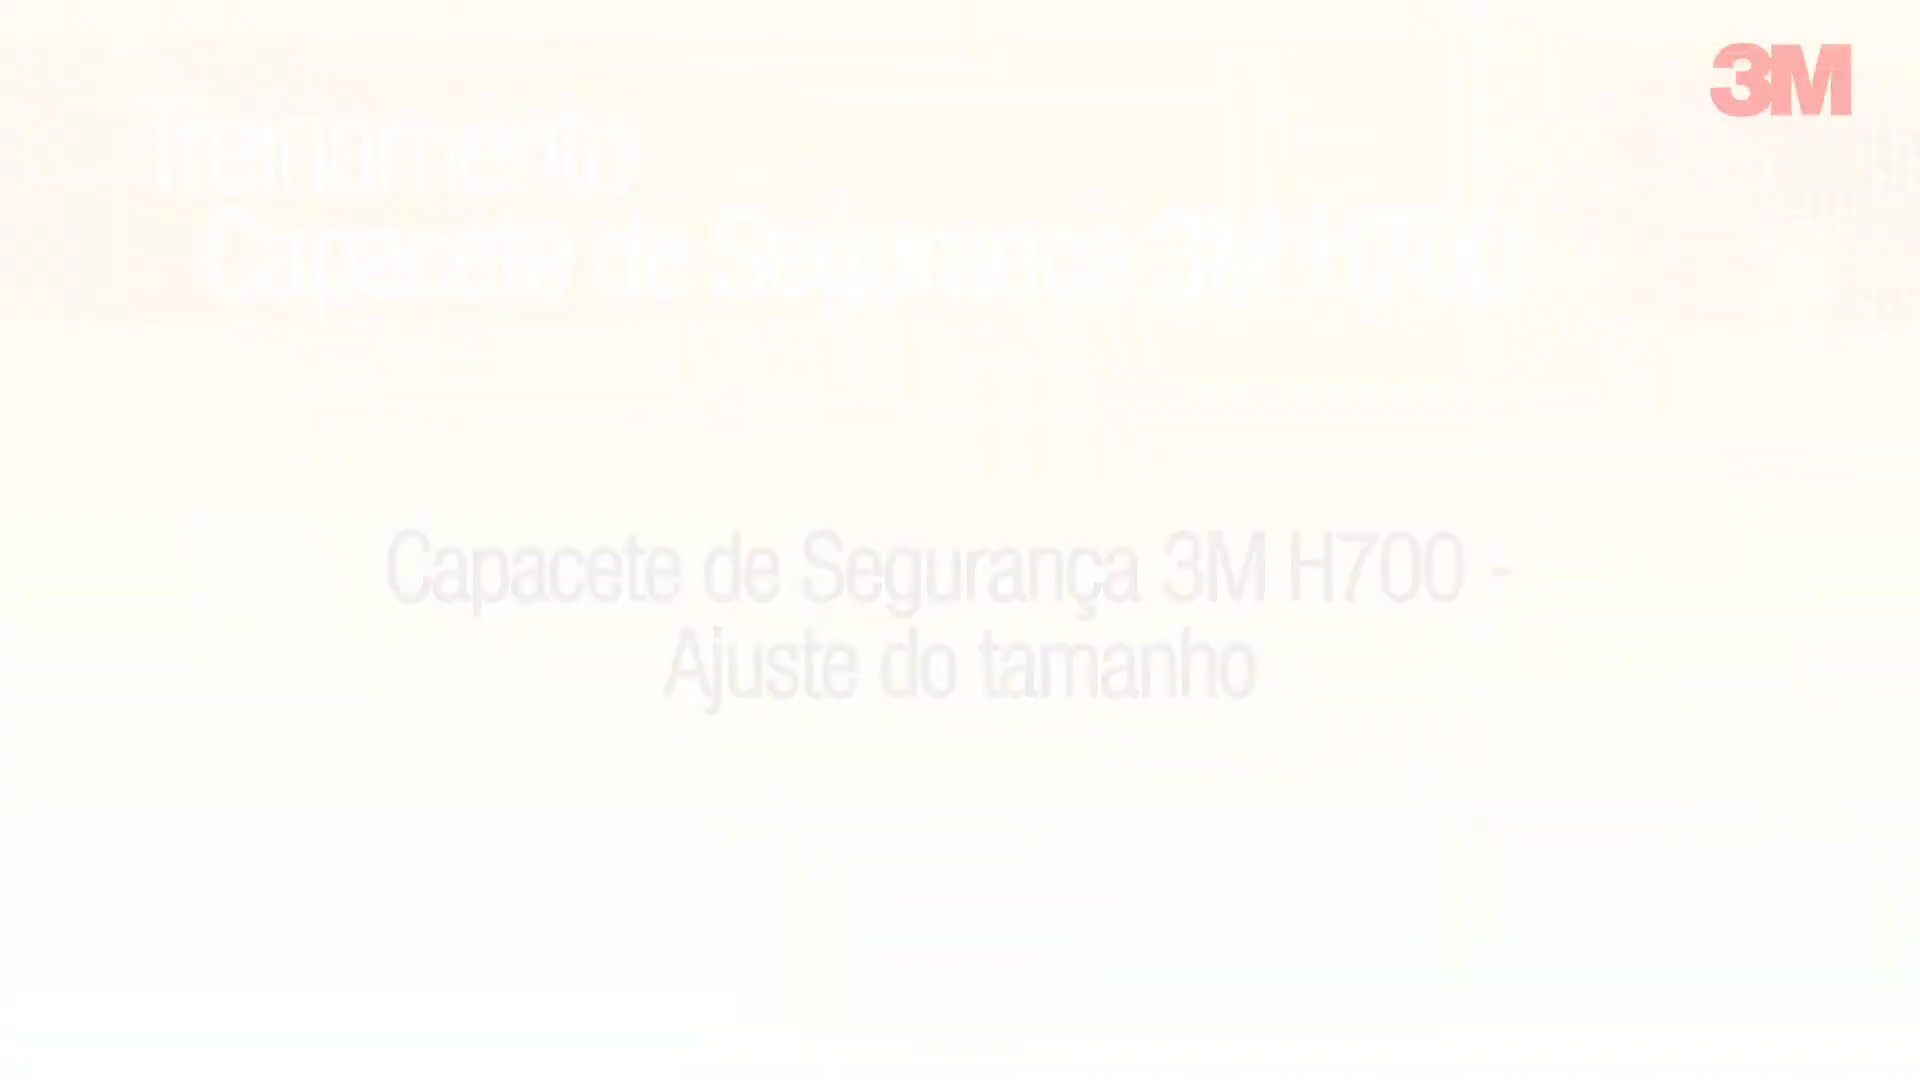 3M
Treinamento
Capacete de Segurança 3M H700
Capacete de Segurança 3M H700 -
Ajuste do tamanho